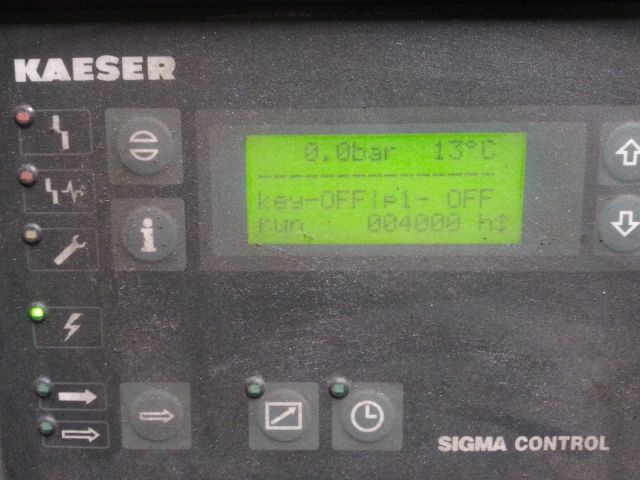 KAESER
0.0bar 13°C
--------------------
key-OFF|p1- OFF
run 004000 h
i
SIGMA CONTROL